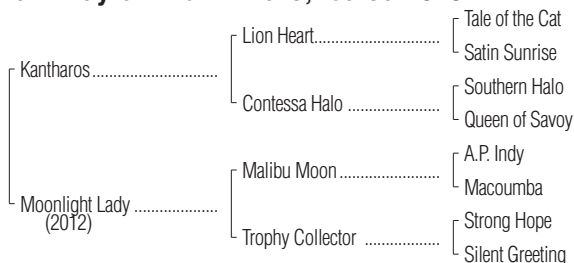 Tale of the Cat
Lion Heart
Satin Sunrise
Kantharos
Southern Halo
Contessa Halo
Queen of Savoy
A.P. Indy
Malibu Moon
Macoumba
Moonlight Lady
(2012)
Strong Hope
Trophy Collector
Silent Greeting